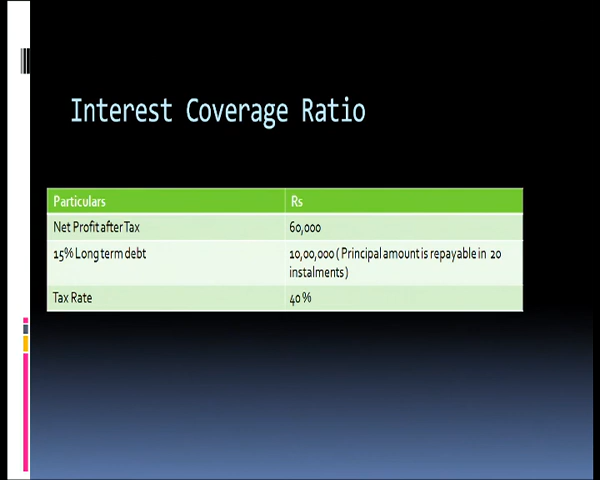 Interest Coverage Ratio
Particulars Rs
Net Profit after Tax 60,000
15% Long term debt 10,00,000 ( Principal amount is repayable in 20
instalments )
Tax Rate 40 %